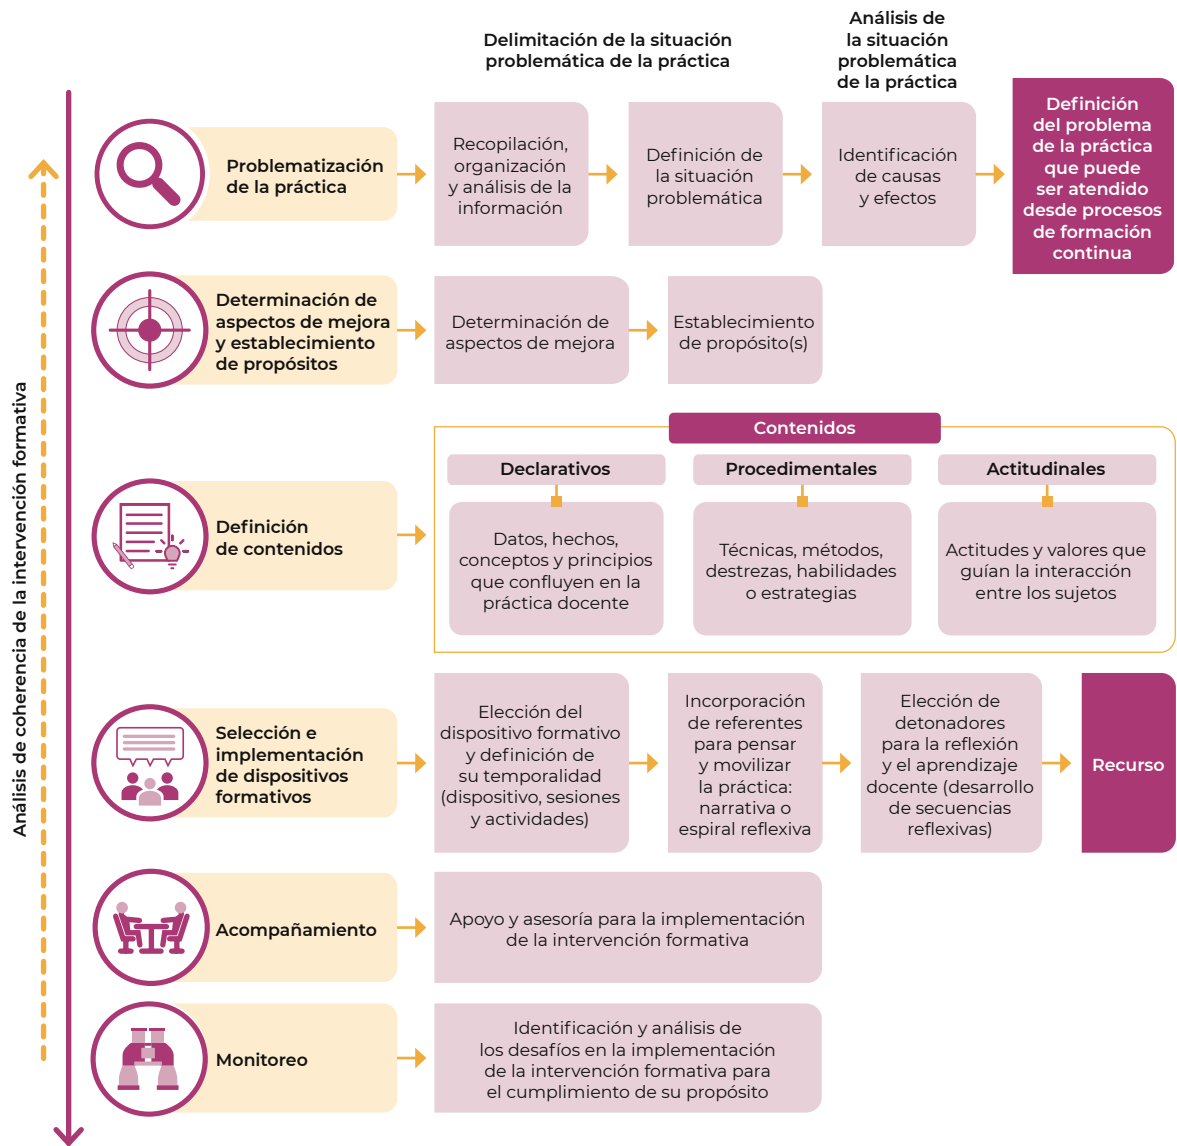 Delimitación de la situación
problemática de la práctica
Análisis de
la situación
problemática
de la práctica
Problematización
de la práctica
Recopilación,
organización
y análisis de la
información
Definición de
la situación
problemática
Identificación
de causas
y efectos
Definición
del problema
de la práctica
que puede
ser atendido
desde procesos
de formación
continua
Determinación de
aspectos de mejora
y establecimiento
de propósitos
Determinación de
aspectos de mejora
Establecimiento
de propósito(s)
Análisis de coherencia de la intervención formativa
Definición
de contenidos
Contenidos
Declarativos
Datos, hechos,
conceptos y principios
que confluyen en la
práctica docente
Procedimentales
Técnicas, métodos,
destrezas, habilidades
o estrategias
Actitudinales
Actitudes y valores que
guían la interacción
entre los sujetos
Selección e
implementación
de dispositivos
formativos
Elección del
dispositivo formativo
y definición de
su temporalidad
(dispositivo, sesiones
y actividades)
Incorporación
de referentes
para pensar
y movilizar
la práctica:
narrativa o
espiral reflexiva
Elección de
detonadores
para la reflexión
y el aprendizaje
docente (desarrollo
de secuencias
reflexivas)
Recurso
Acompañamiento
Apoyo y asesoría para la implementación
de la intervención formativa
Monitoreo
Identificación y análisis de
los desafíos en la implementación
de la intervención formativa para
el cumplimiento de su propósito